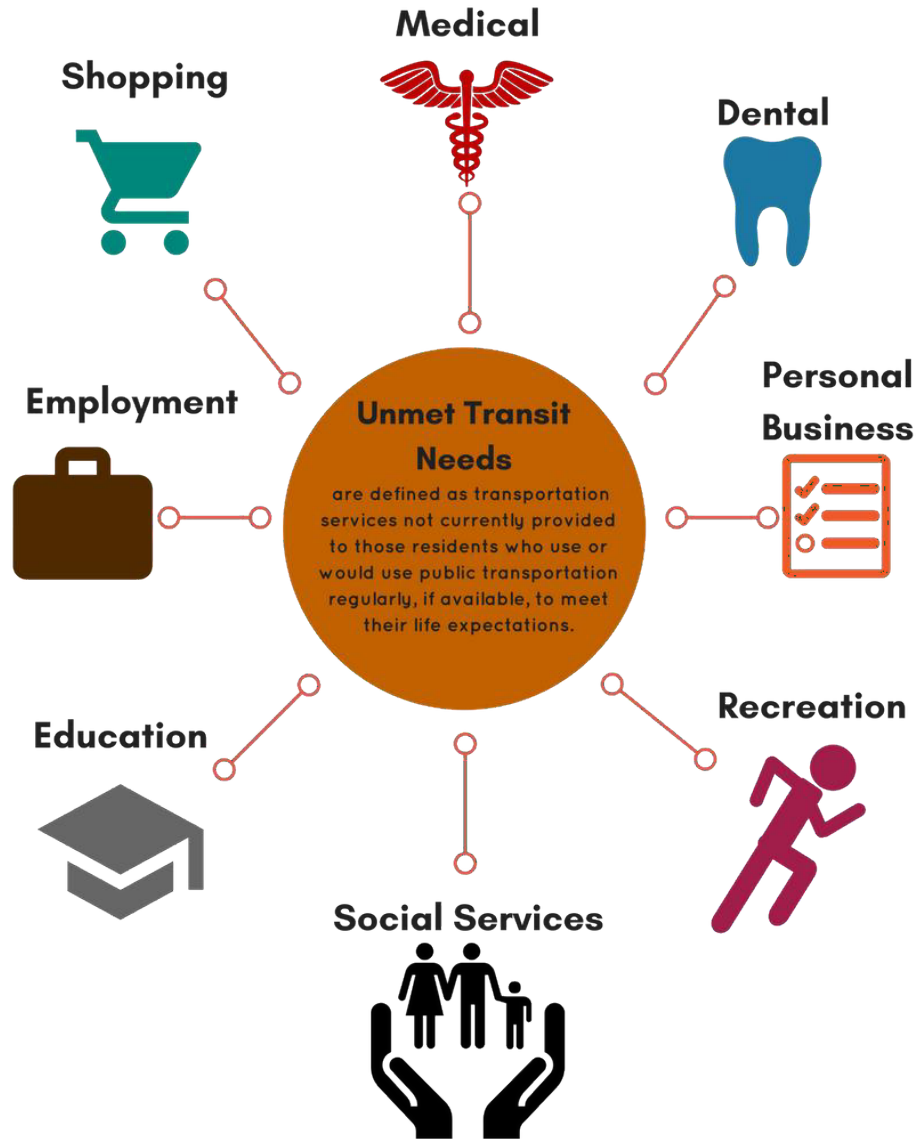 Medical
Shopping
Dental
Employment
Personal
Business
Unmet Transit
Needs
are defined as transportation
services not currently provided
to those residents who use or
would use public transportation
regularly, if available, to meet
their life expectations.
Education
Recreation
Social Services